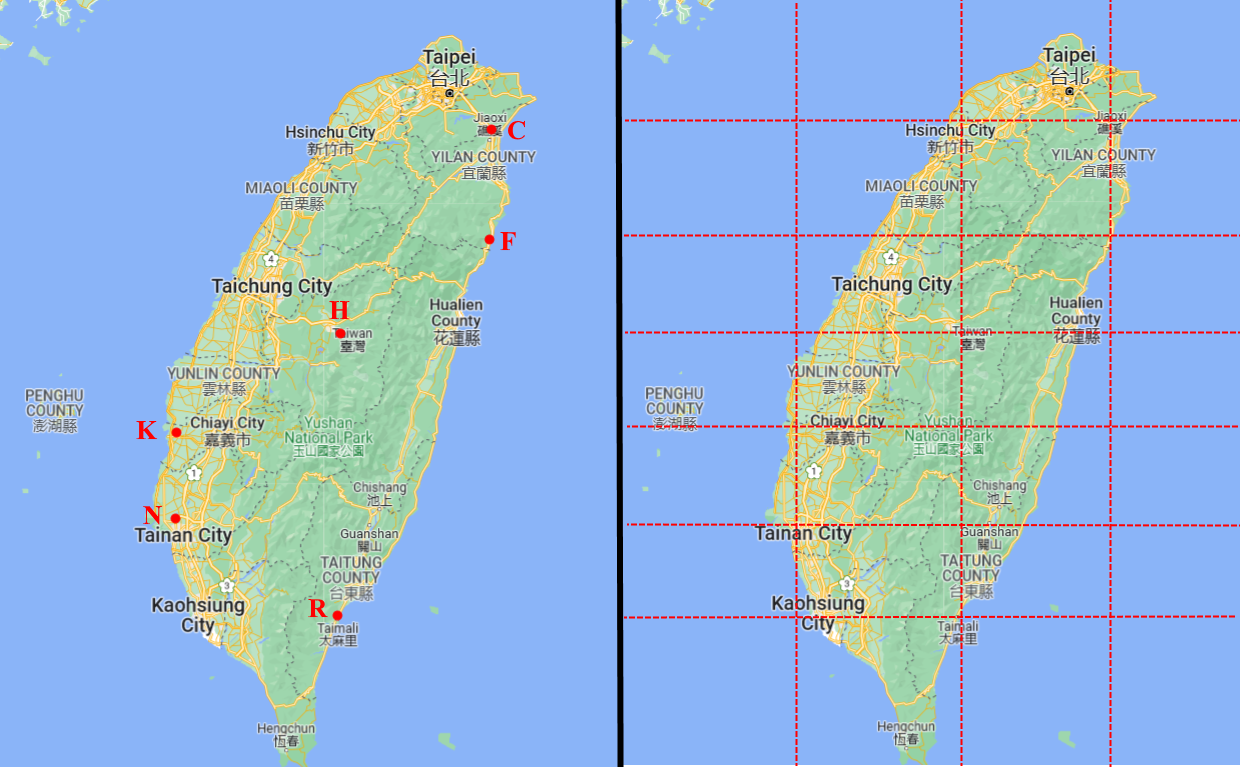 Taipei
台北
Jiaoxi
礁溪
C
Hsinchu City
新竹市
YILAN COUNTY
宜蘭縣
MIAOLI COUNTY
苗栗縣
F
4
Taichung City
H
Hualien
County
花蓮縣
Taiwan
臺灣
YUNLIN COUNTY
雲林縣
PENGHU
COUNTY
澎湖縣
K
Chiayi City
嘉義市
Yushan
National Park
玉山國家公園
1
Chishang
池上
N
Tainan City
Guanshan
關山
TAITUNG
COUNTY
台東縣
3
Kaohsiung
City
R
Taimali
太麻里
Hengchun
恆春
Taipei
台北
Jiaoxi
礁溪
Hsinchu City
新竹市
YILAN COUNTY
宜蘭縣
MIAOLI COUNTY
苗栗縣
4
Taichung City
Hualien
County
花蓮縣
Taiwan
臺灣
YUNLIN COUNTY
雲林縣
PENGHU
COUNTY
澎湖縣
Chiayi City
嘉義市
Yushan
National Park
玉山國家公園
1
Chishang
池上
Tainan City
Guanshan
關山
TAITUNG
COUNTY
台東縣
3
Kaohsiung
City
Taimali
太麻里
Hengchun
恆春